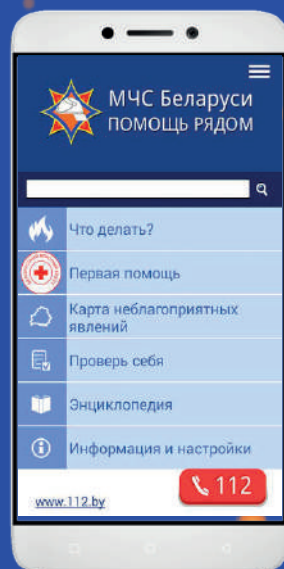 МЧС Беларуси
ПОМОЩЬ РЯДОМ
Что делать?
Первая помощь
Карта неблагоприятных
явлений
Проверь себя
Энциклопедия
Информация и настройки
112
www.112.by